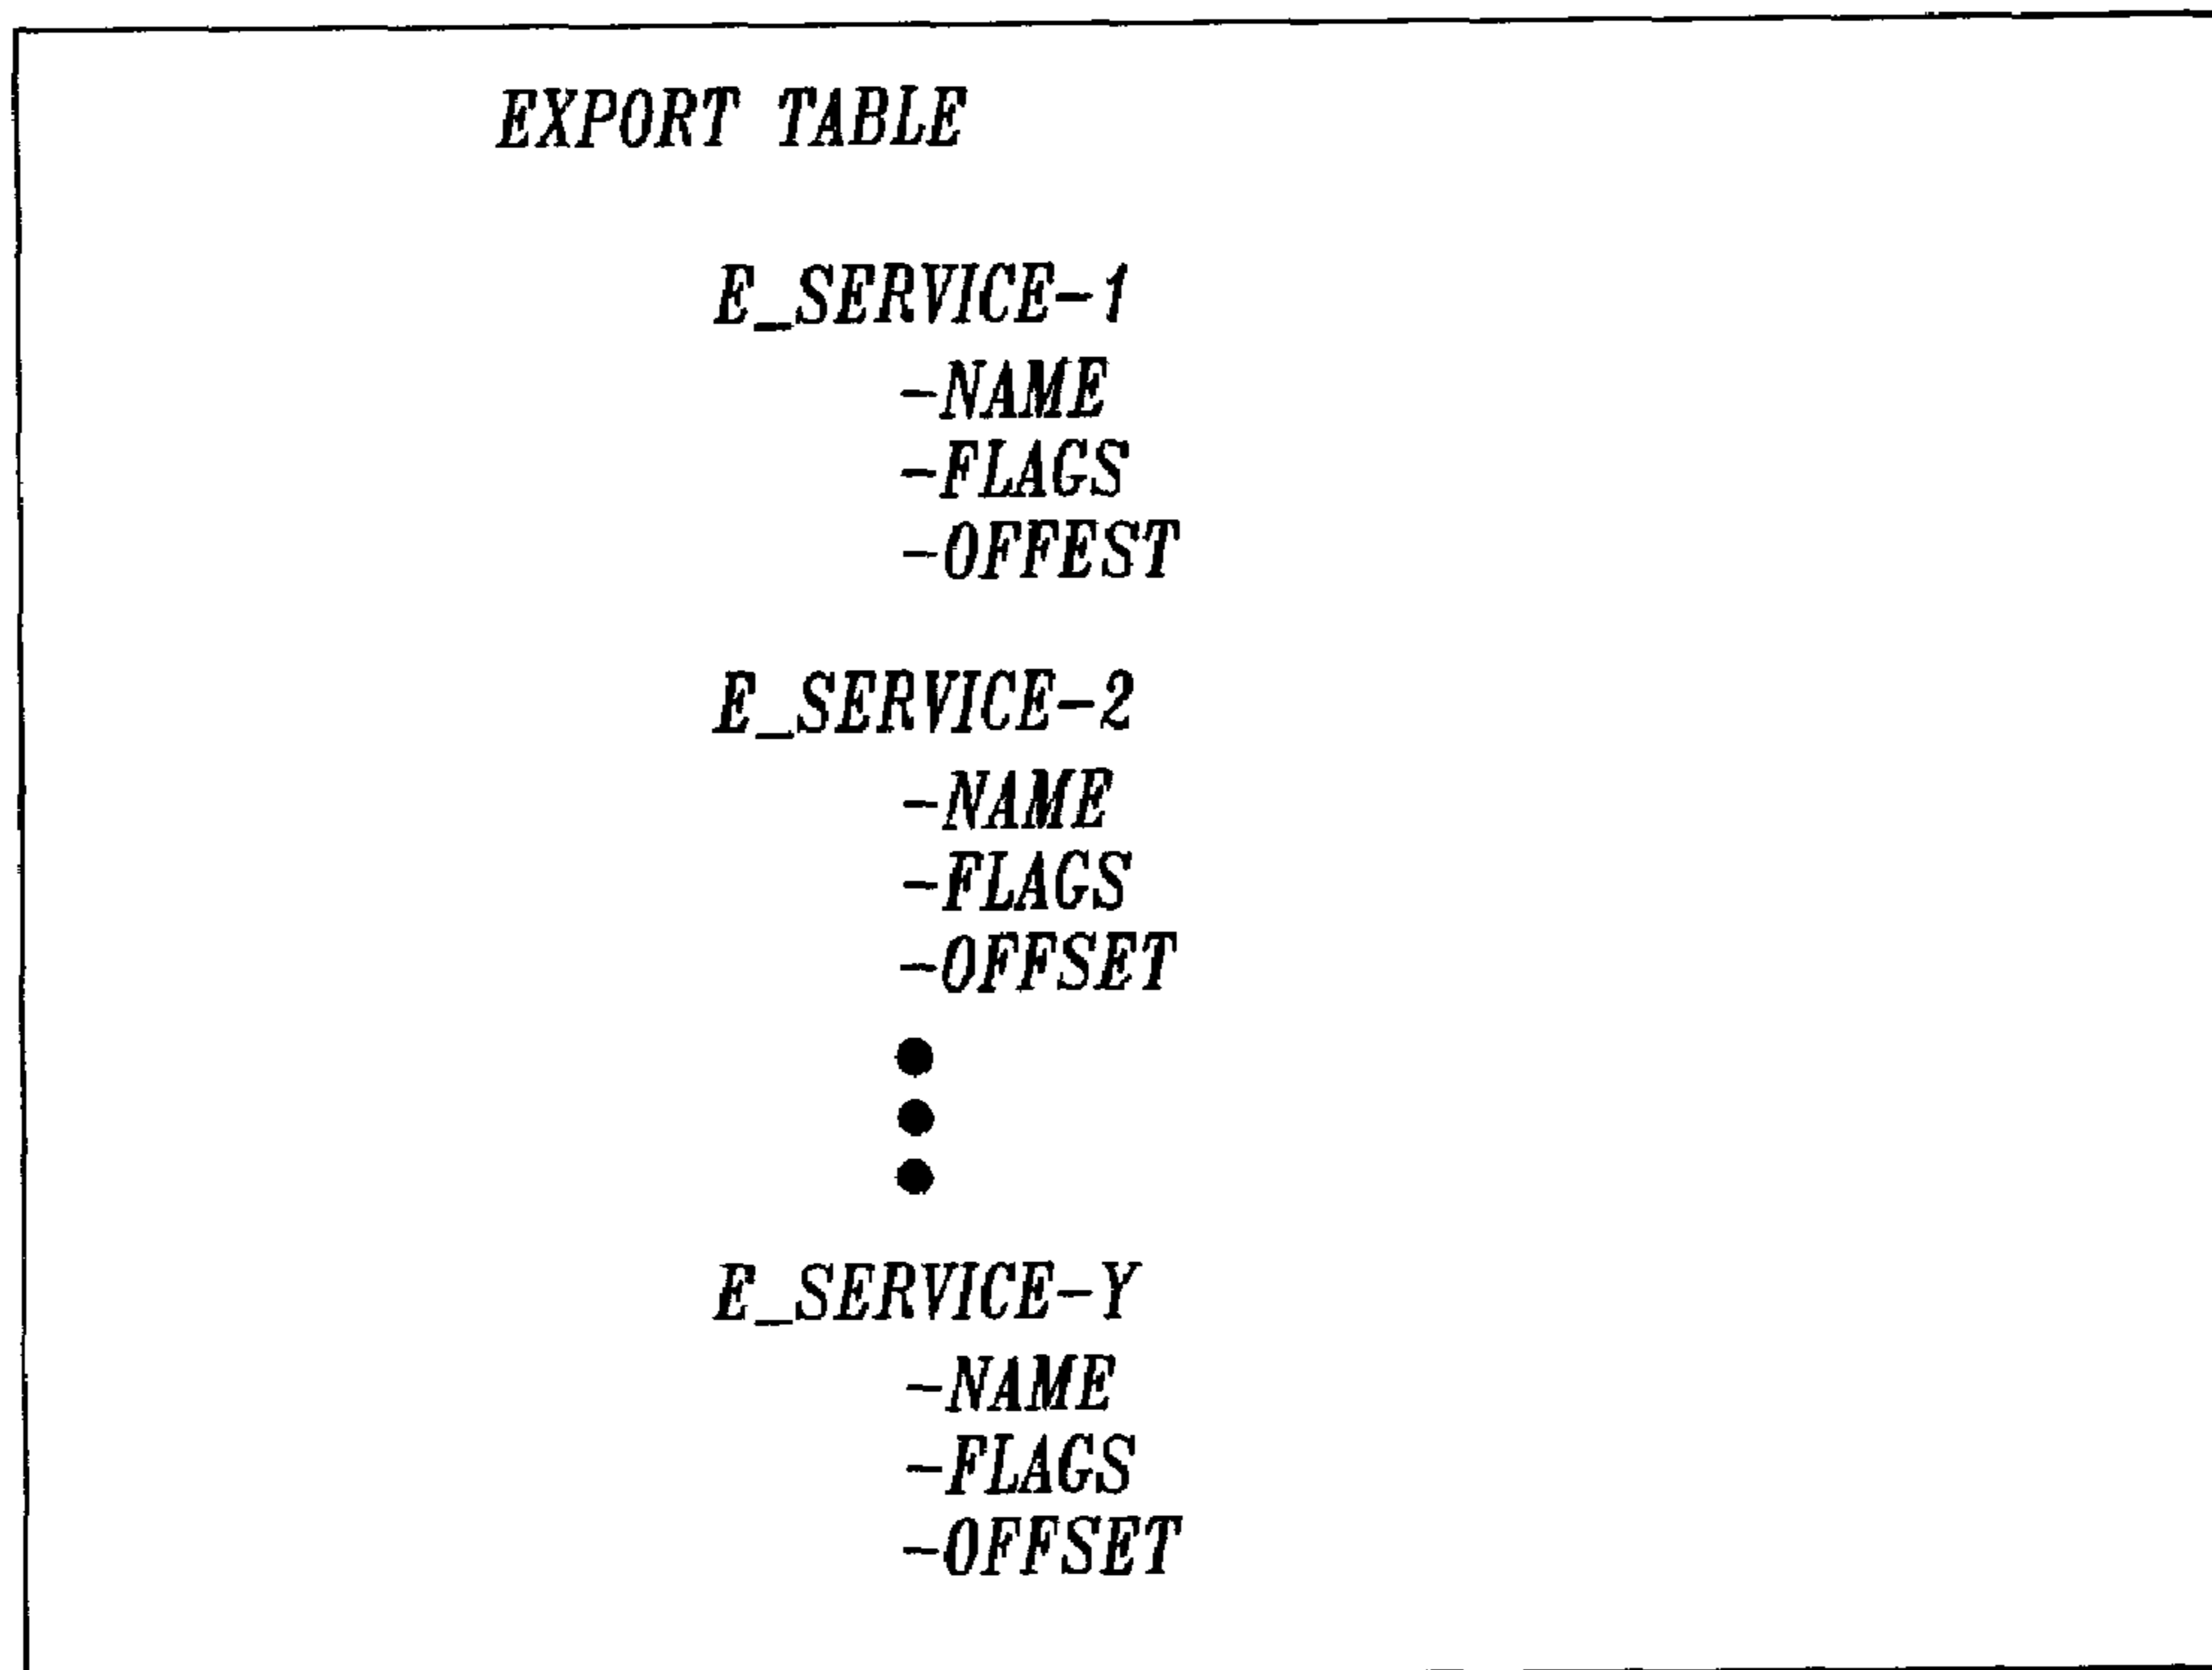 EXPORT TABLE
E_SERVICE-1
-NAME
-FLAGS
-OFFEST
E_SERVICE-2
-NAME
-FLAGS
-OFFSET
E_SERVICE-Y
-NAME
-FLAGS
-OFFSET